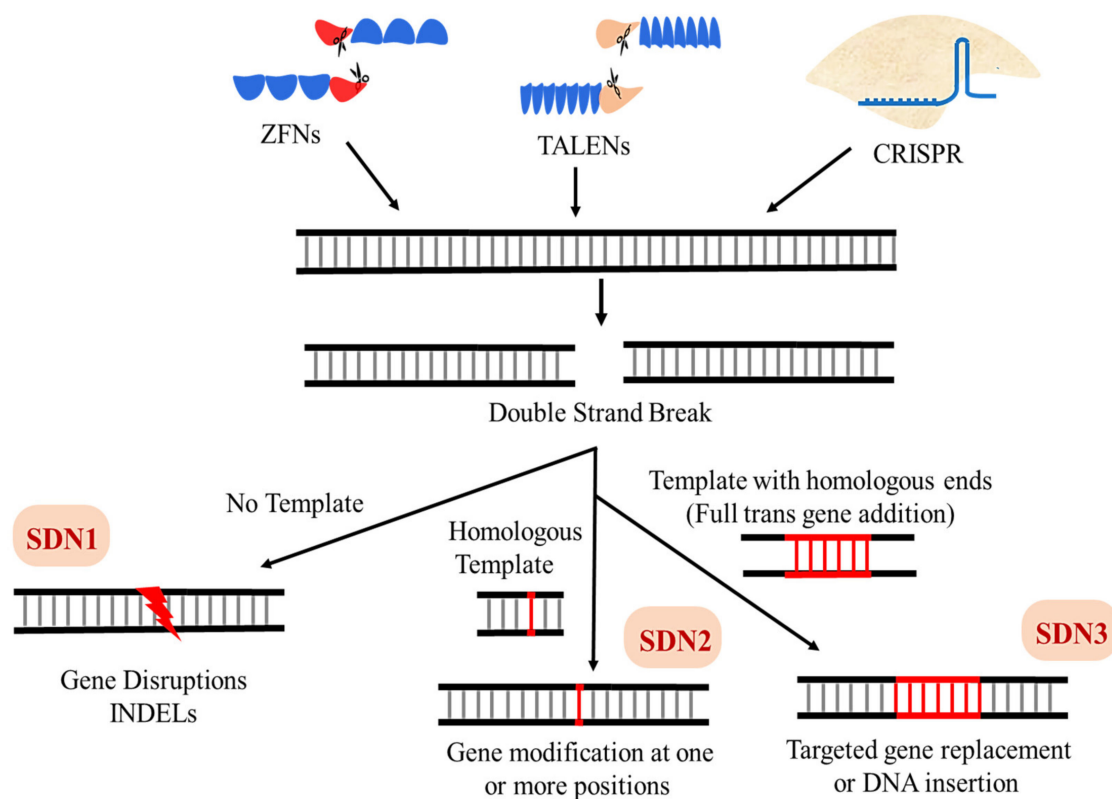 ZFNs
TALENs
CRISPR
Double Strand Break
No Template
SDN1
Gene Disruptions
INDELs
Homologous
Template
SDN2
Gene modification at one
or more positions
Template with homologous ends
(Full trans gene addition)
SDN3
Targeted gene replacement
or DNA insertion